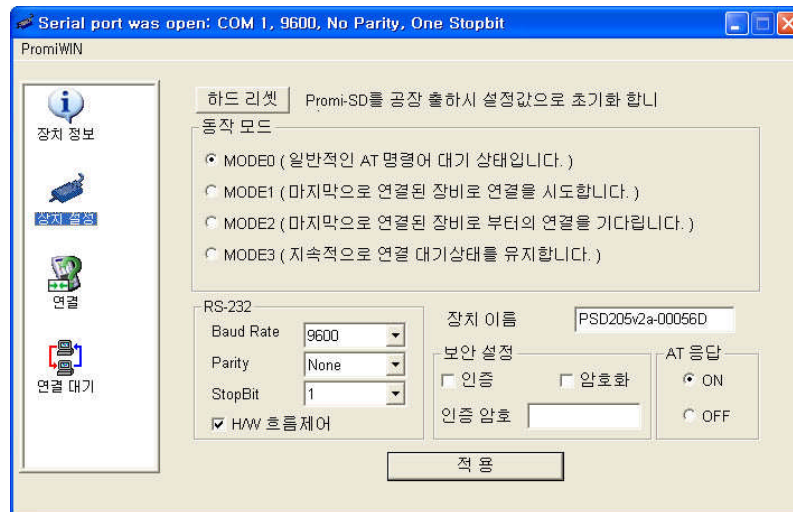 Serial port was open: COM 1, 9600, No Parity, One Stopbit
PromiWIN
장치 정보
장치 설정
연결
연결 대기
하드 리셋 Promi-SD를 공장 출하시 설정값으로 초기화 합니
동작 모드
MODE0 ( 일반적인 AT 명령어 대기 상태입니다. )
MODE1 ( 마지막으로 연결된 장비로 연결을 시도합니다. )
MODE2 ( 마지막으로 연결된 장비로 부터의 연결을 기다립니다. )
MODE3 ( 지속적으로 연결 대기상태를 유지합니다. )
RS-232
Baud Rate 9600
Parity None
StopBit 1
H/W 흐름제어
장치 이름 PSD205v2a-00056D
보안 설정
인증 암호화
인증 암호
AT 응답
ON
OFF
적 용